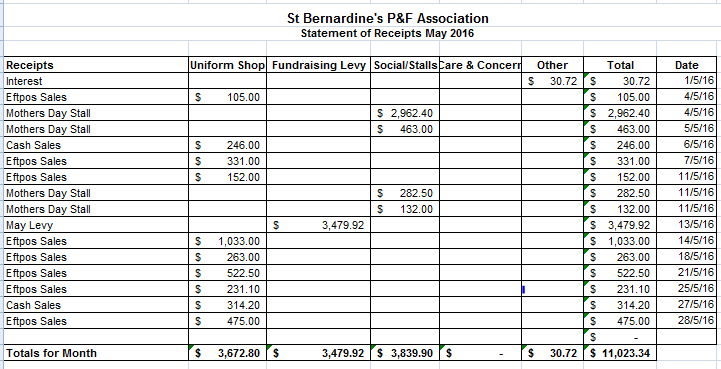 St Bernardine's P&F Association
Statement of Receipts May 2016
Receipts Uniform Shop Fundraising Levy Social/Stalls Care & Concern Other Total Date
Interest $ 30.72 $ 30.72 1/5/16
Eftpos Sales $ 105.00 $ 105.00 4/5/16
Mothers Day Stall $ 2,962.40 $ 2,962.40 4/5/16
Mothers Day Stall $ 463.00 $ 463.00 5/5/16
Cash Sales $ 246.00 $ 246.00 6/5/16
Eftpos Sales $ 331.00 $ 331.00 7/5/16
Eftpos Sales $ 152.00 $ 152.00 11/5/16
Mothers Day Stall $ 282.50 $ 282.50 11/5/16
Mothers Day Stall $ 132.00 $ 132.00 11/5/16
May Levy $ 3,479.92 $ 3,479.92 13/5/16
Eftpos Sales $ 1,033.00 $ 1,033.00 14/5/16
Eftpos Sales $ 263.00 $ 263.00 18/5/16
Eftpos Sales $ 522.50 $ 522.50 21/5/16
Eftpos Sales $ 231.10 $ 231.10 25/5/16
Cash Sales $ 314.20 $ 314.20 27/5/16
Eftpos Sales $ 475.00 $ 475.00 28/5/16
$ -
Totals for Month $ 3,672.80 $ 3,479.92 $ 3,839.90 $ - $ 30.72 $ 11,023.34